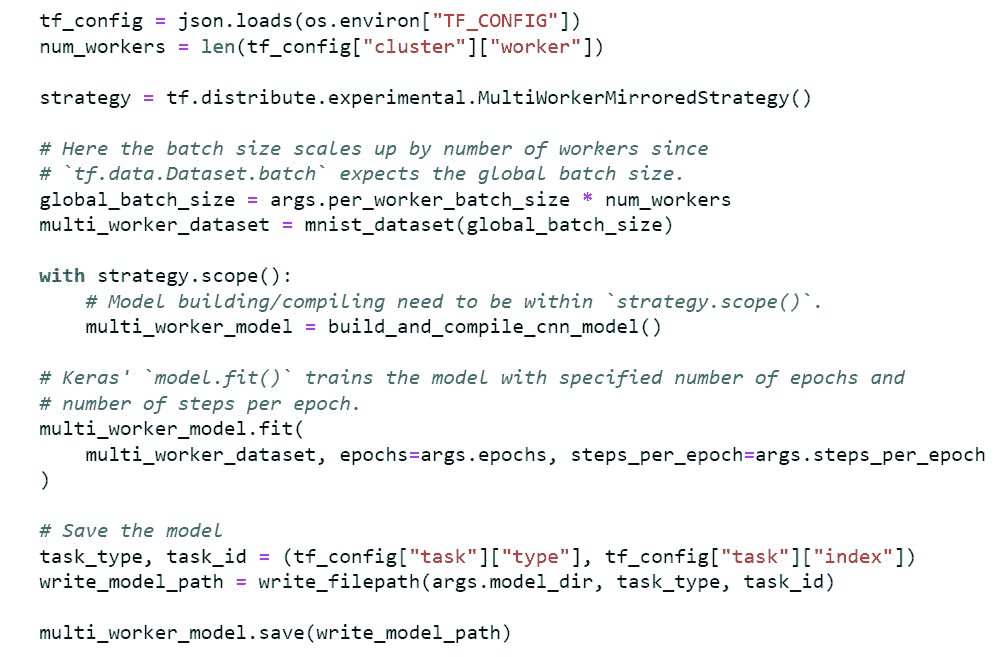 tf_config = json.loads(os.environ["TF_CONFIG"])
num_workers = len(tf_config["cluster"]["worker"])
strategy = tf.distribute.experimental.MultiWorkerMirroredStrategy()
# Here the batch size scales up by number of workers since
# `tf.data.Dataset.batch` expects the global batch size.
global_batch_size = args.per_worker_batch_size * num_workers
multi_worker_dataset = mnist_dataset(global_batch_size)
with strategy.scope():
    # Model building/compiling need to be within `strategy.scope()`.
    multi_worker_model = build_and_compile_cnn_model()
# Keras' `model.fit()` trains the model with specified number of epochs and
# number of steps per epoch.
multi_worker_model.fit(
    multi_worker_dataset, epochs=args.epochs, steps_per_epoch=args.steps_per_epoch
)
# Save the model
task_type, task_id = (tf_config["task"]["type"], tf_config["task"]["index"])
write_model_path = write_filepath(args.model_dir, task_type, task_id)
multi_worker_model.save(write_model_path)